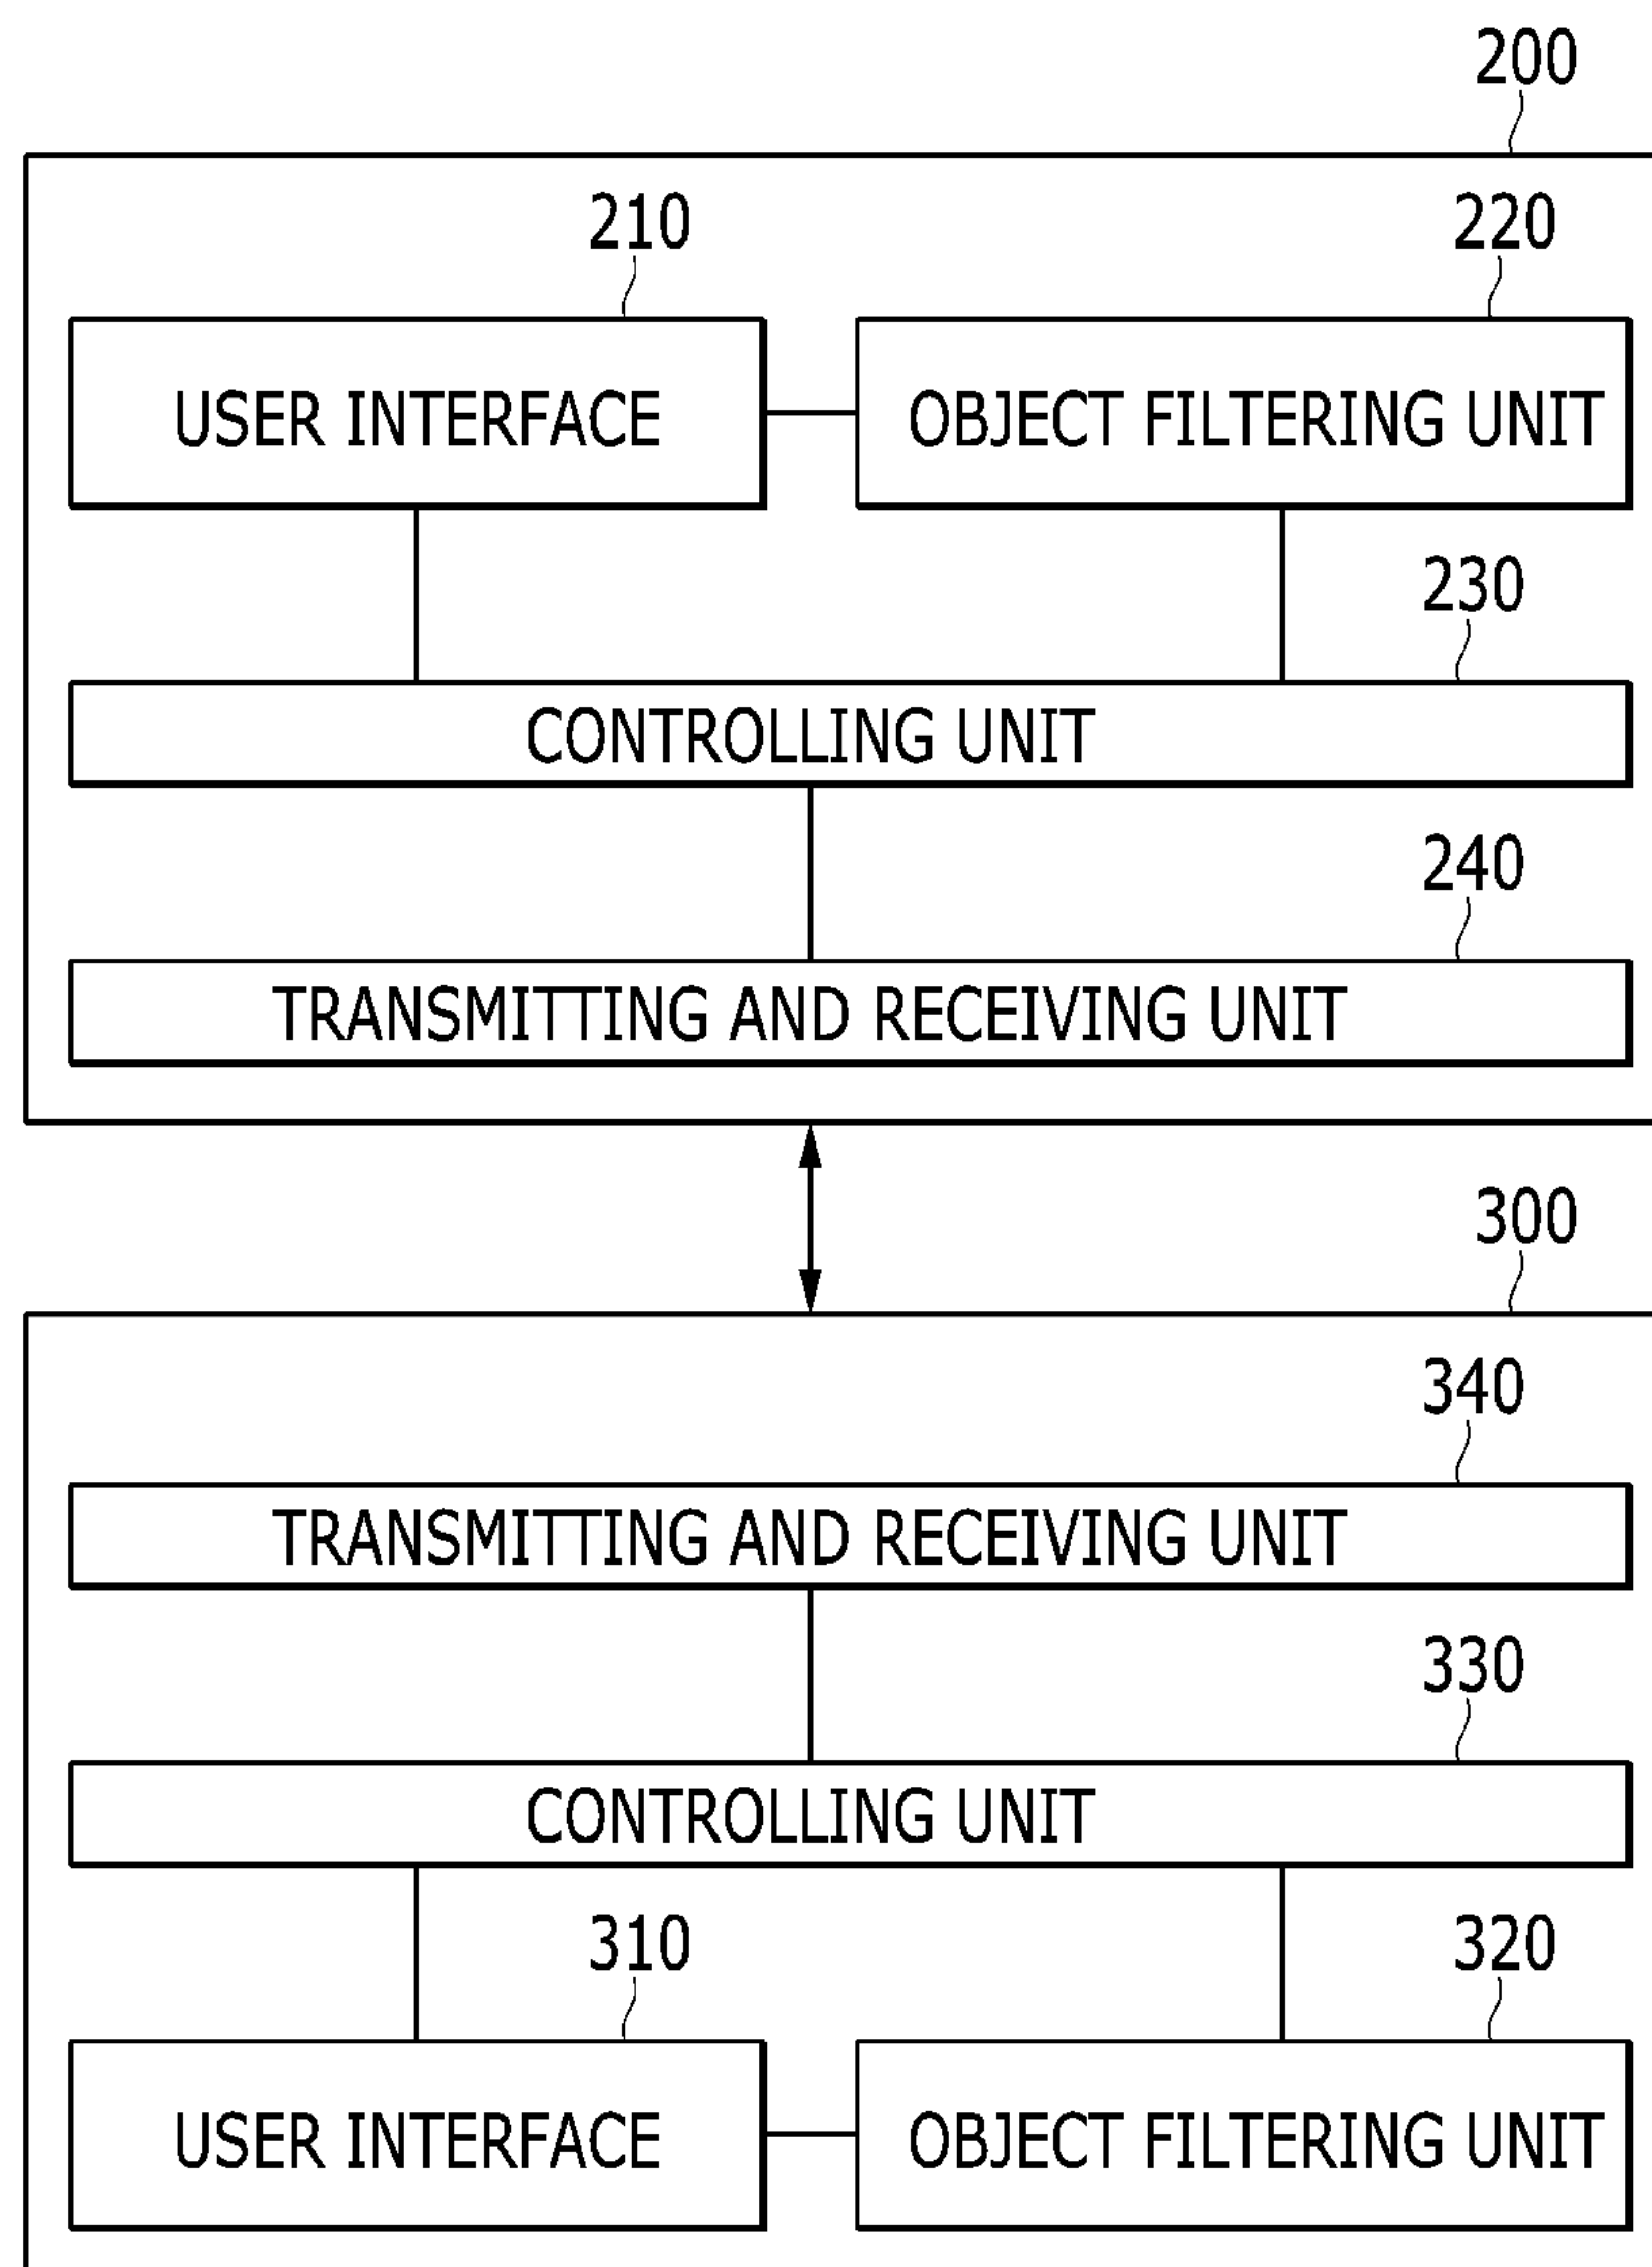 200
210
220
USER INTERFACE
OBJECT FILTERING UNIT
230
CONTROLLING UNIT
240
TRANSMITTING AND RECEIVING UNIT
300
340
TRANSMITTING AND RECEIVING UNIT
330
CONTROLLING UNIT
310
320
USER INTERFACE
OBJECT FILTERING UNIT